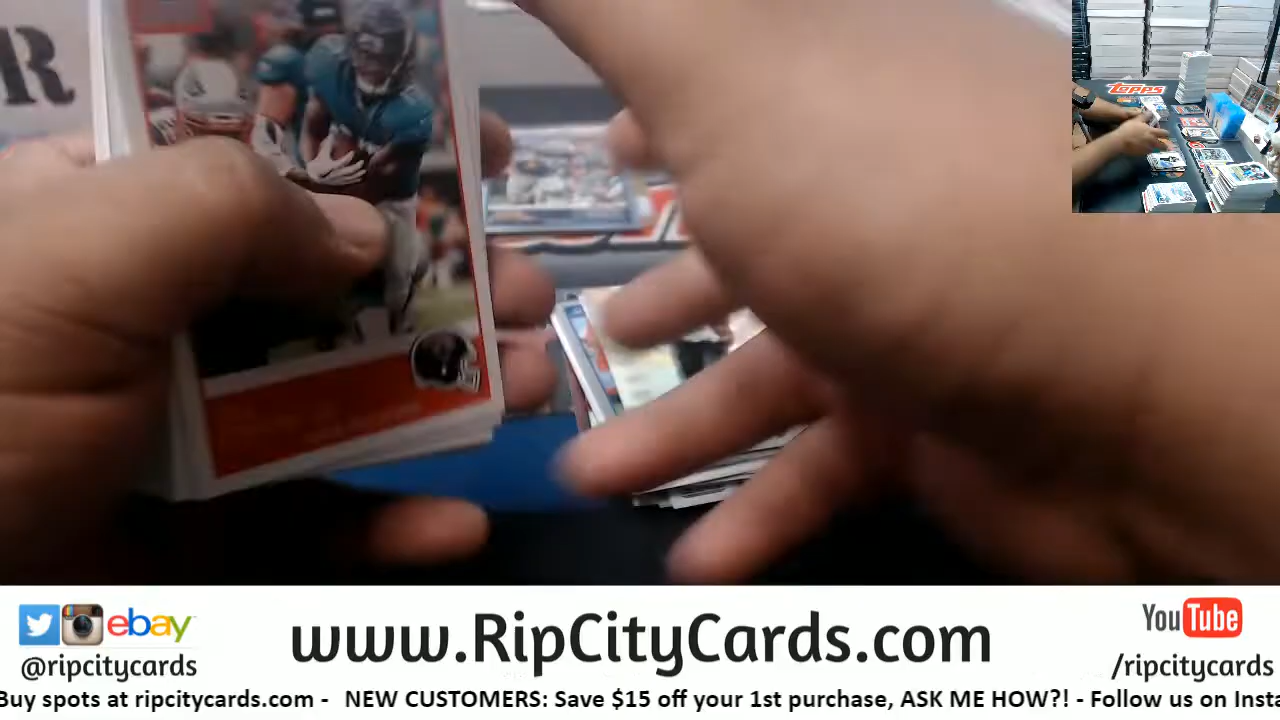 R
TOPPS
ebay
www.RipCityCards.com
YouTube
@ripcitycards
/ripcitycards
Buy spots at ripcitycards.com - NEW CUSTOMERS: Save $15 off your 1st purchase, ASK ME HOW?! - Follow us on Insta